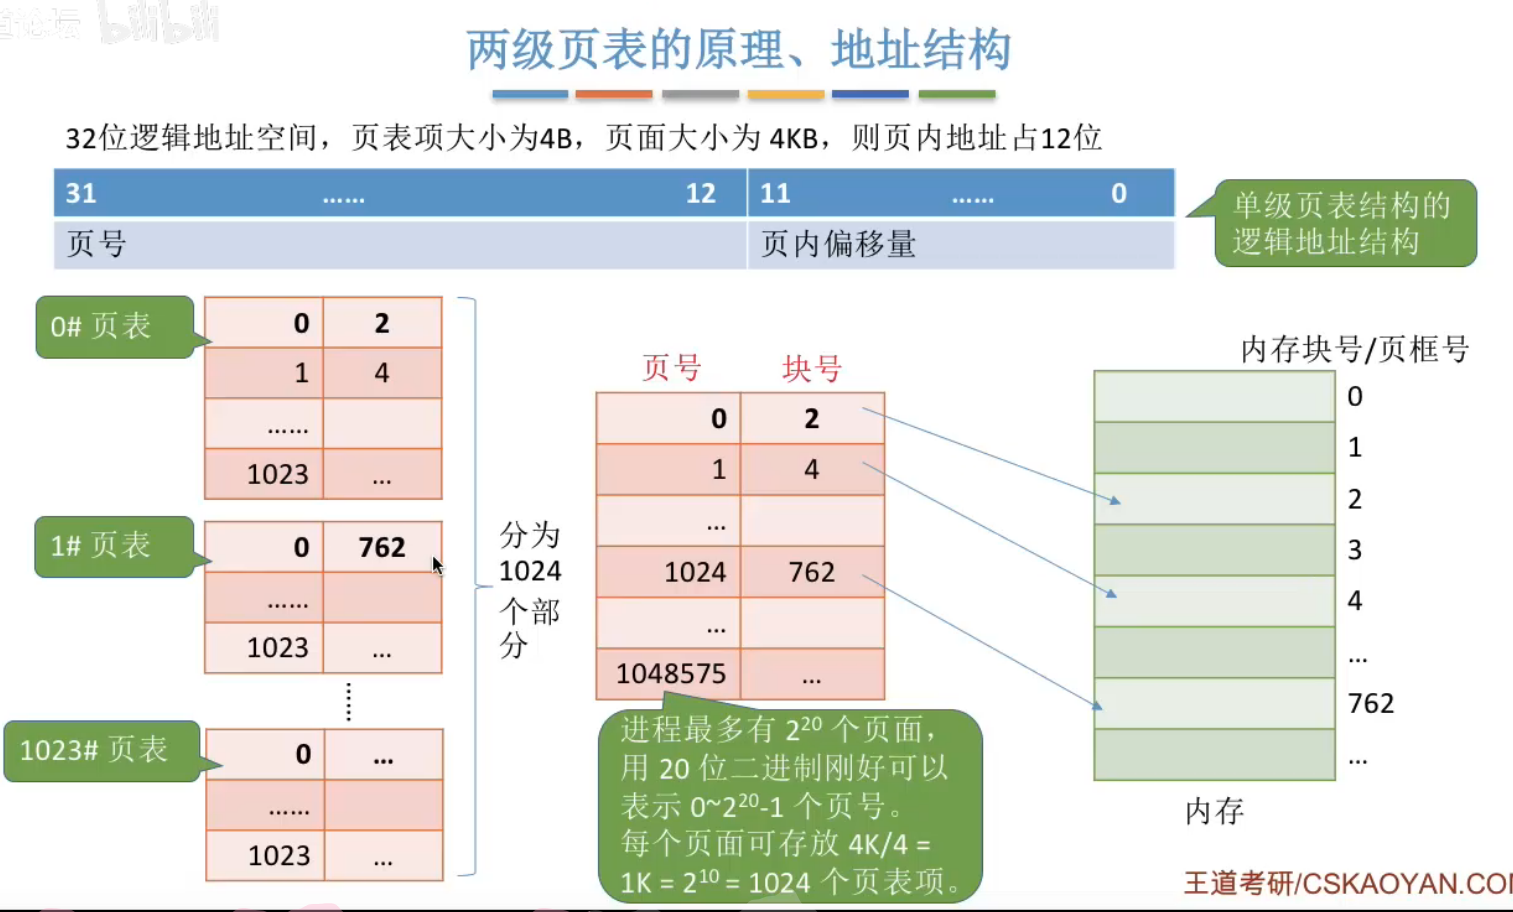 bilibili
两级页表的原理、地址结构
32位逻辑地址空间，页表项大小为4B，页面大小为 4KB，则页内地址占12位
31 …… 12 11 …… 0
页号 页内偏移量
单级页表结构的
逻辑地址结构
0# 页表
0 2
1 4
……
1023 ...
1# 页表
0 762
……
1023 ...
1023# 页表
0 ...
……
1023 ...
分为
1024
个部
分
页号 块号
0 2
1 4
...
1024 762
...
1048575 ...
进程最多有 2²⁰ 个页面，
用 20 位二进制刚好可以
表示 0~2²⁰-1 个页号。
每个页面可存放 4K/4 =
1K = 2¹⁰ = 1024 个页表项。
内存块号/页框号
0
1
2
3
4
...
762
...
内存
王道考研/CSKAOYAN.COM